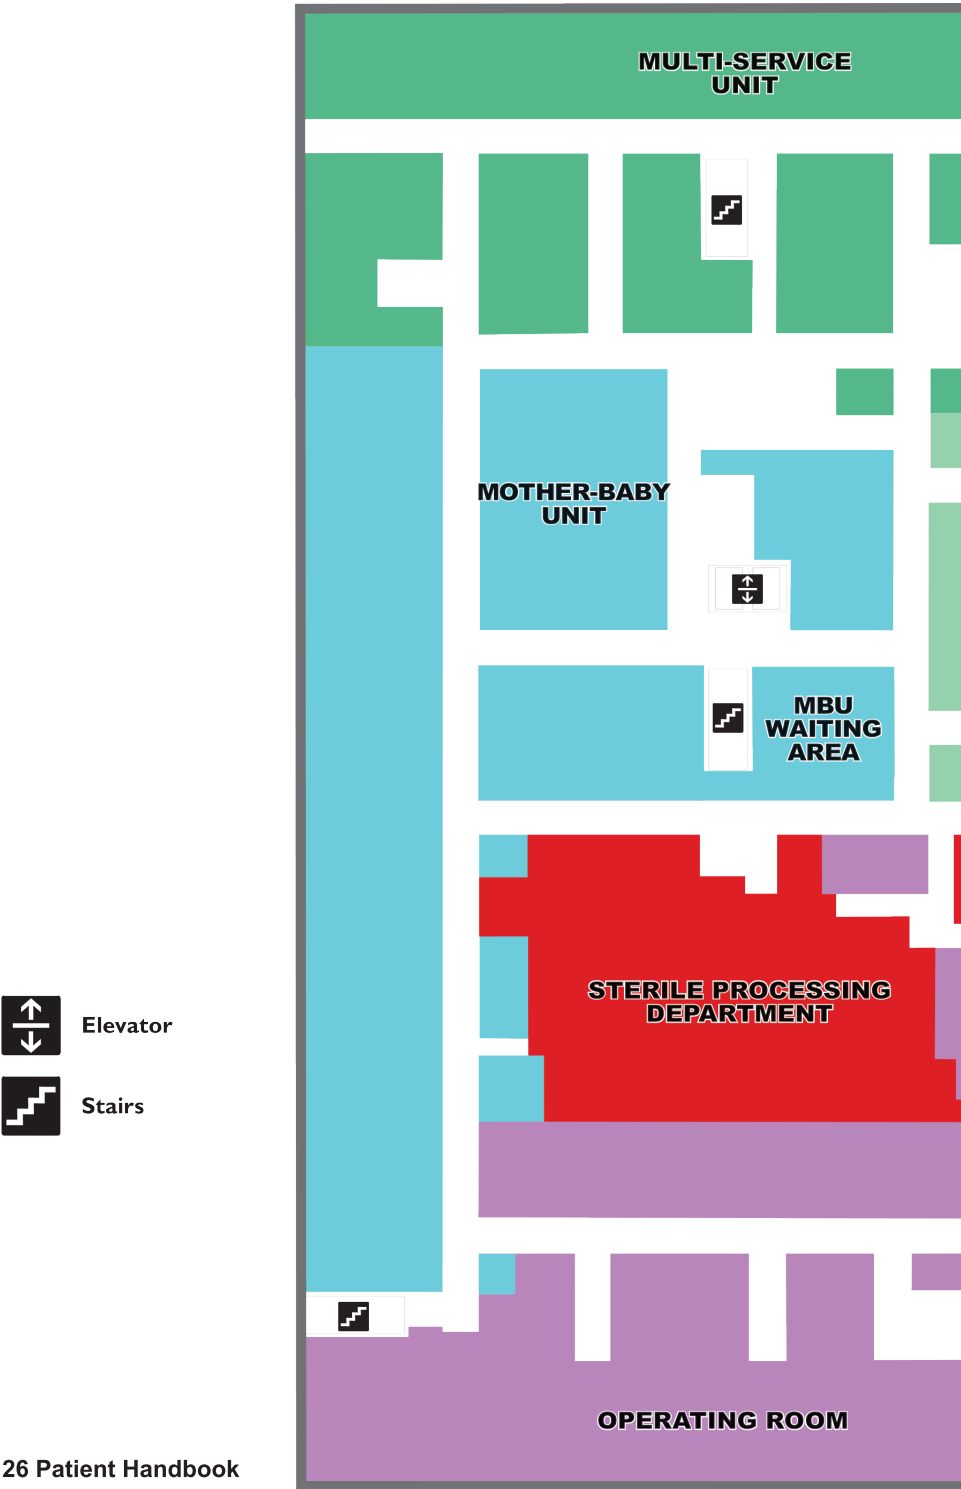 MULTI-SERVICE
UNIT
MOTHER-BABY
UNIT
MBU
WAITING
AREA
STERILE PROCESSING
DEPARTMENT
Elevator
Stairs
OPERATING ROOM
26 Patient Handbook